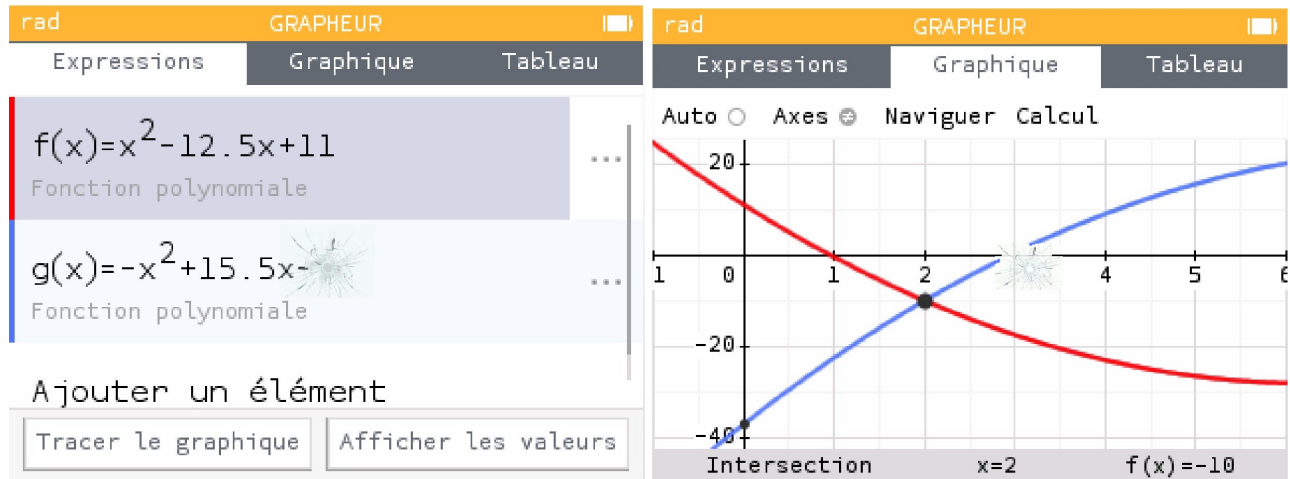 rad GRAPHEUR
Expressions Graphique Tableau
f(x)=x²-12.5x+11
Fonction polynomiale
g(x)=-x²+15.5x-
Fonction polynomiale
Ajouter un élément
Tracer le graphique Afficher les valeurs
rad GRAPHEUR
Expressions Graphique Tableau
Auto Axes Naviguer Calcul
20
1 0 1 2 4 5 6
-20
-40
Intersection x=2 f(x)=-10